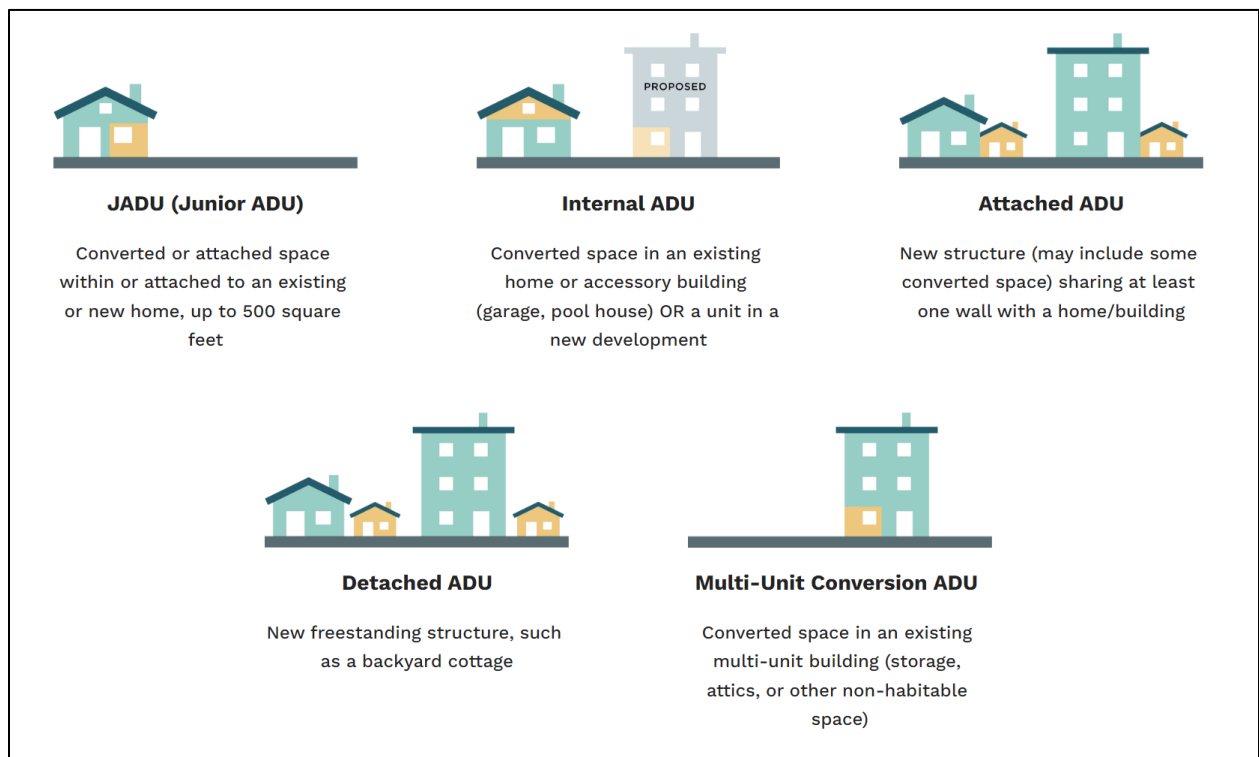 PROPOSED
JADU (Junior ADU)
Converted or attached space
within or attached to an existing
or new home, up to 500 square
feet
Internal ADU
Converted space in an existing
home or accessory building
(garage, pool house) OR a unit in a
new development
Attached ADU
New structure (may include some
converted space) sharing at least
one wall with a home/building
Detached ADU
New freestanding structure, such
as a backyard cottage
Multi-Unit Conversion ADU
Converted space in an existing
multi-unit building (storage,
attics, or other non-habitable
space)